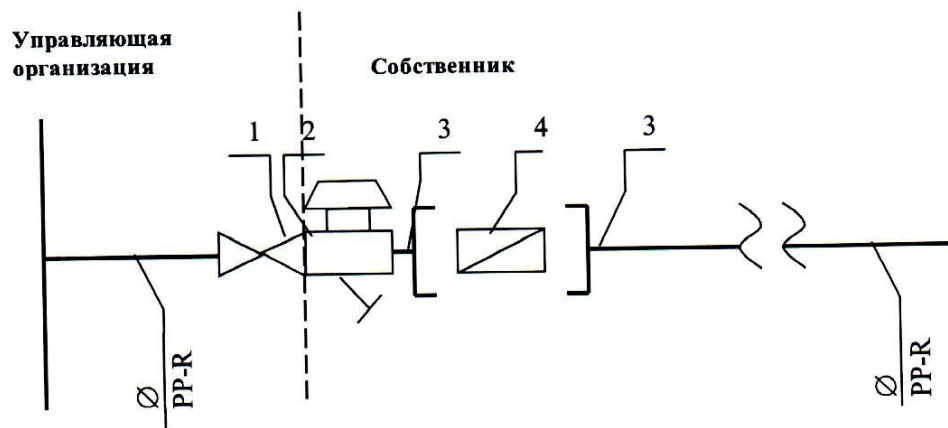 Управляющая
организация
Собственник
1
2
3
4
3
Ø
PP-R
Ø
PP-R